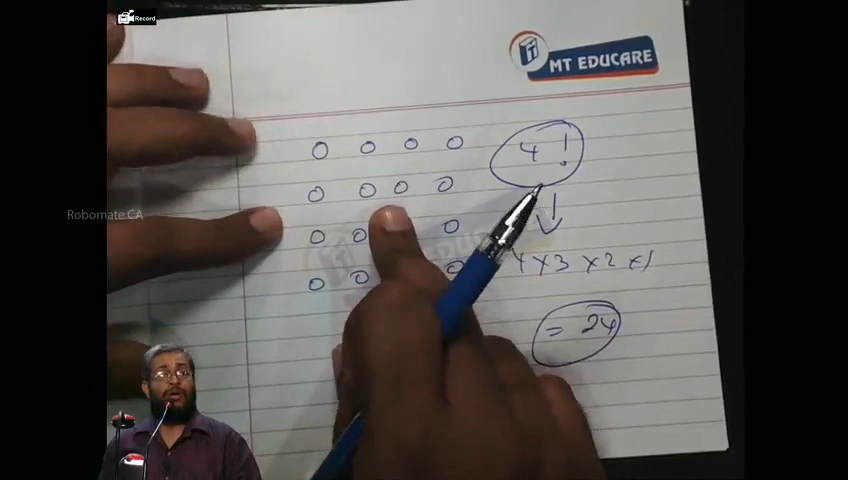 Record
MT EDUCARE
o o o o 4 !
o o o o
Robomate CA
o o o
↓
o o o 4 x 3 x 2 x 1
= 24